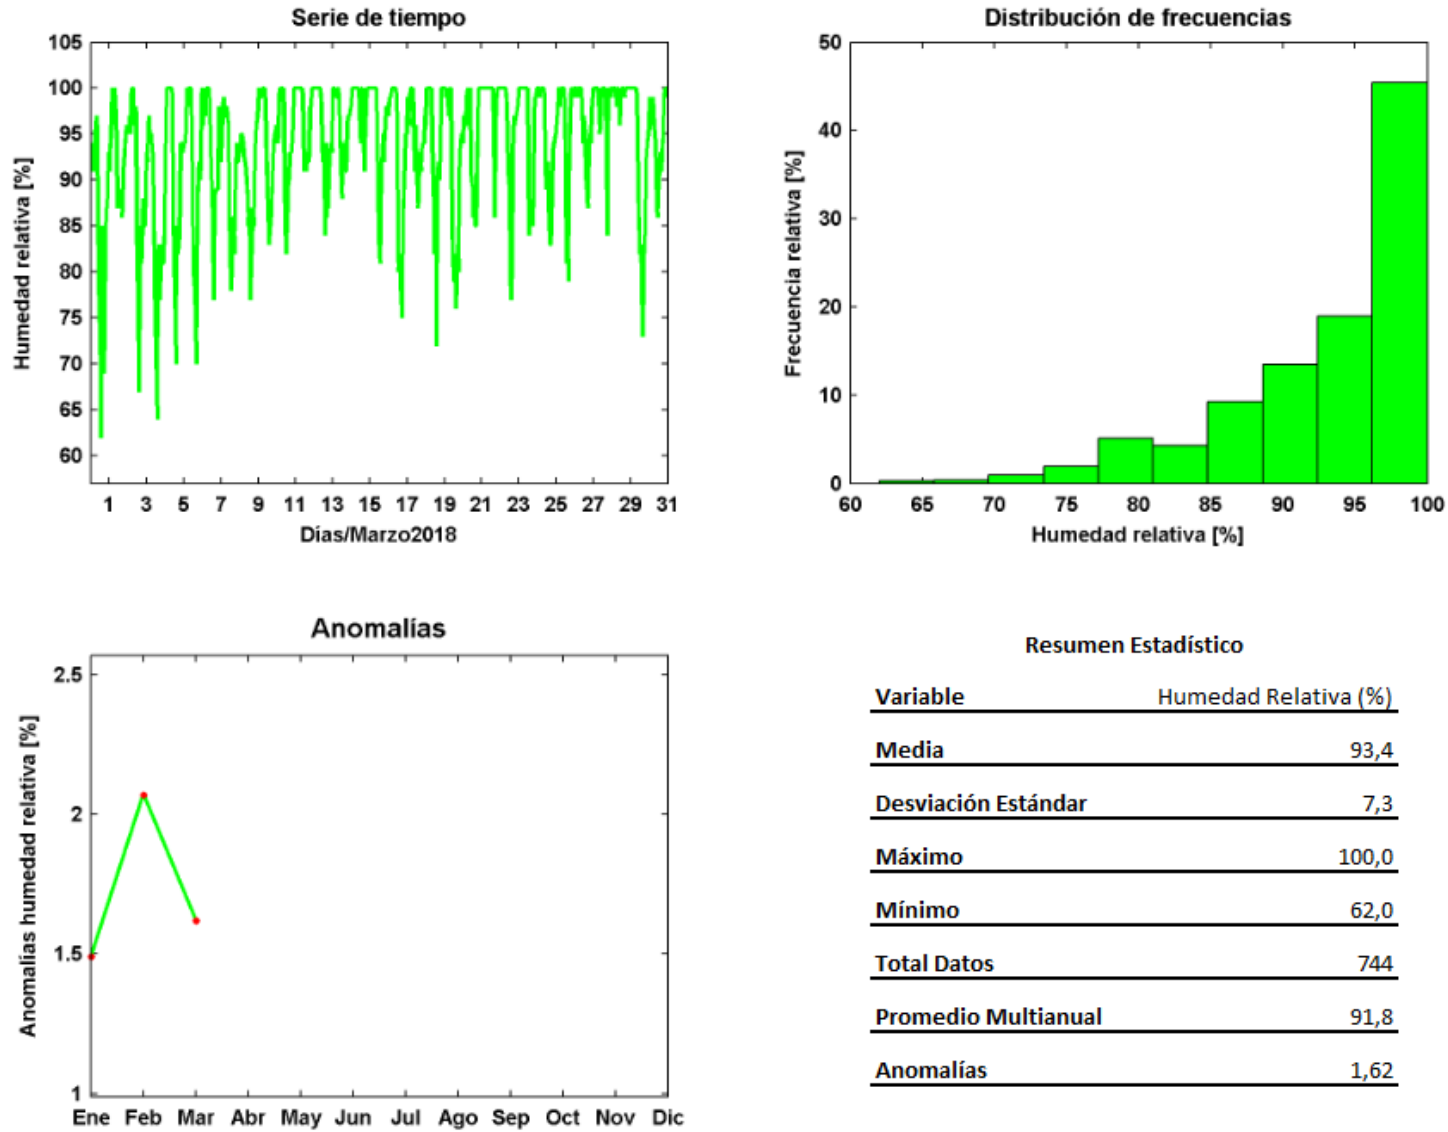 Serie de tiempo
105
100
95
90
85
80
75
70
65
60
Humedad relativa [%]
1 3 5 7 9 11 13 15 17 19 21 23 25 27 29 31
Días/Marzo2018
Distribución de frecuencias
50
40
30
20
10
0
Frecuencia relativa [%]
60 65 70 75 80 85 90 95 100
Humedad relativa [%]
Anomalías
2.5
2
1.5
1
Anomalías humedad relativa [%]
Ene Feb Mar Abr May Jun Jul Ago Sep Oct Nov Dic
Resumen Estadístico
Variable Humedad Relativa (%)
Media 93,4
Desviación Estándar 7,3
Máximo 100,0
Mínimo 62,0
Total Datos 744
Promedio Multianual 91,8
Anomalías 1,62